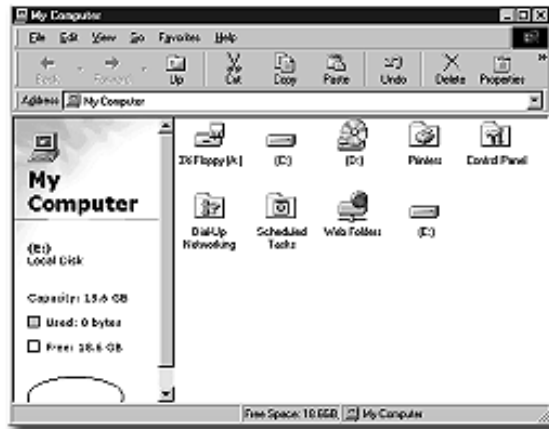 My Computer
File Edit View Go Favorites Help
Back Forward Up Cut Copy Paste Undo Delete Properties »
Address My Computer
My Computer
(E:)
Local Disk
Capacity: 18.6 GB
Used: 0 bytes
Free: 18.6 GB
3½ Floppy (A:) (C:) (D:) Printers Control Panel
Dial-Up Scheduled Web Folders (E:)
Networking Tasks
Free Space: 18.6GB, My Computer